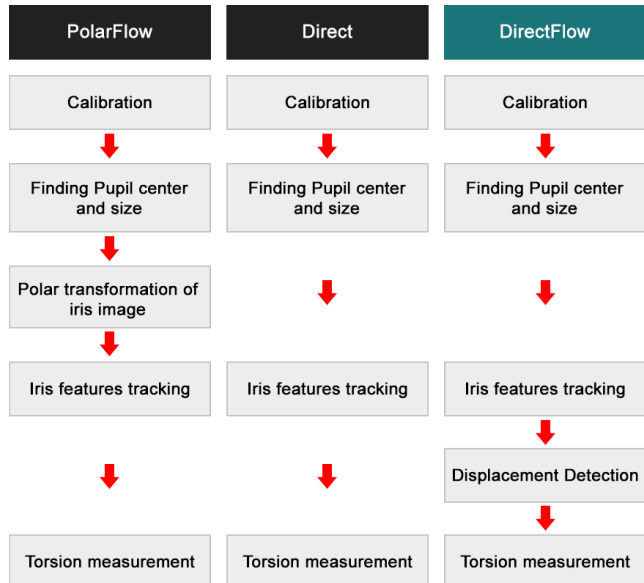 PolarFlow
Direct
DirectFlow
Calibration
Calibration
Calibration
Finding Pupil center
and size
Finding Pupil center
and size
Finding Pupil center
and size
Polar transformation of
iris image
Iris features tracking
Iris features tracking
Iris features tracking
Displacement Detection
Torsion measurement
Torsion measurement
Torsion measurement